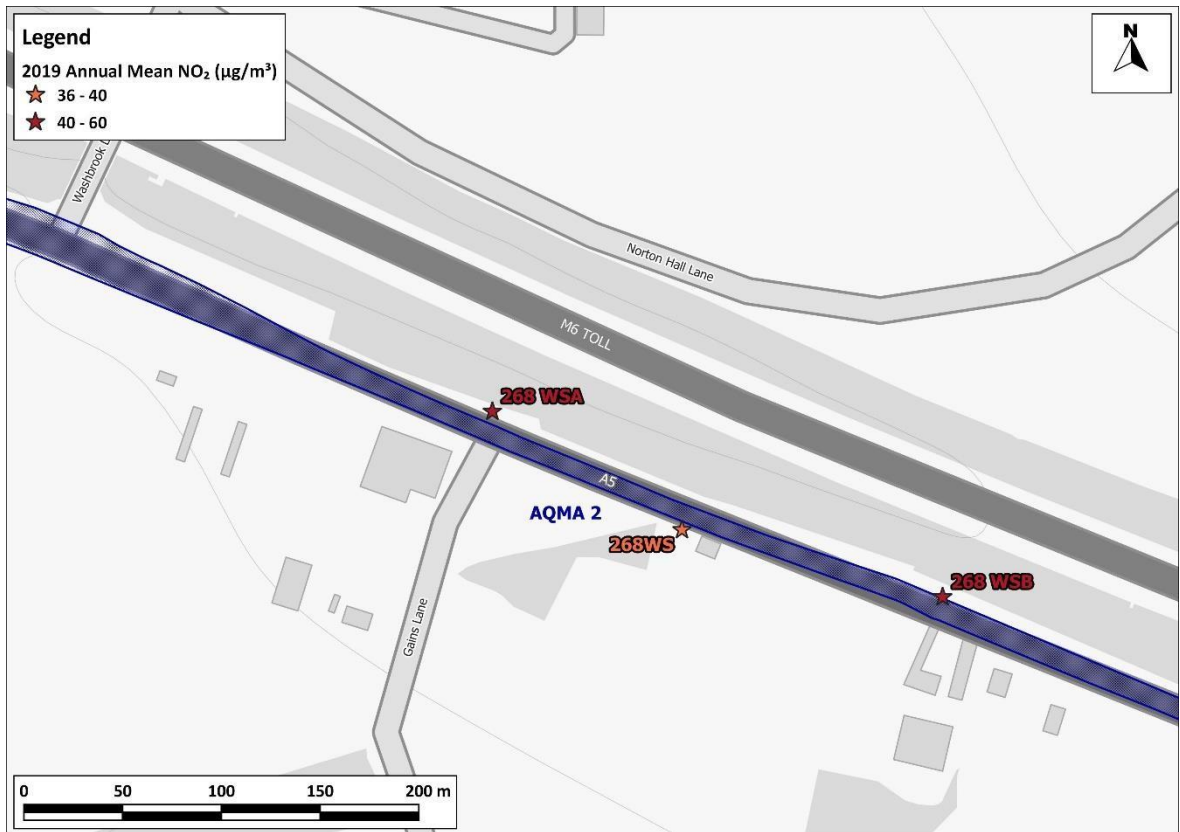 Legend
2019 Annual Mean NO₂ (µg/m³)
36 - 40
40 - 60
N
Washbrook
Norton Hall Lane
M6 TOLL
268 WSA
A5
AQMA 2
268WS
268 WSB
Gains Lane
0 50 100 150 200 m